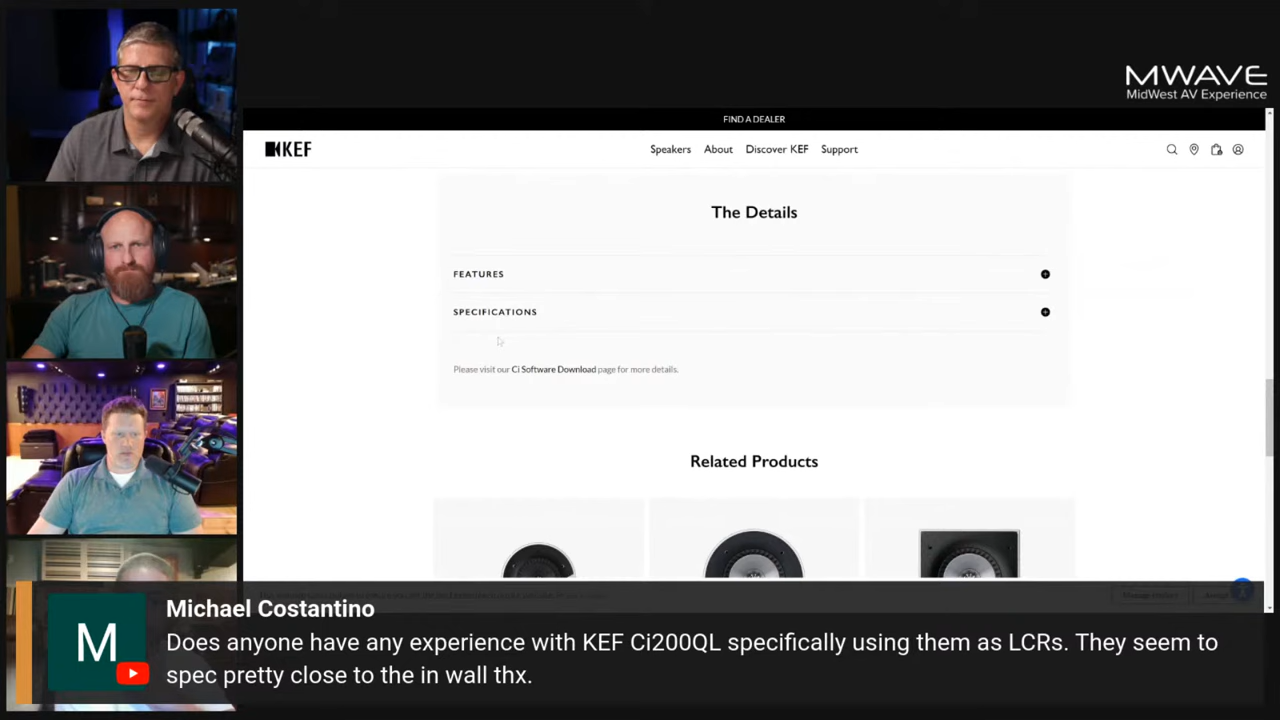 MWAVE
MidWest AV Experience
FIND A DEALER
KEF
Speakers About Discover KEF Support
The Details
FEATURES
SPECIFICATIONS
Please visit our Ci Software Download page for more details.
Related Products
Manage cookies
M
Michael Costantino
Does anyone have any experience with KEF Ci200QL specifically using them as LCRs. They seem to
spec pretty close to the in wall thx.